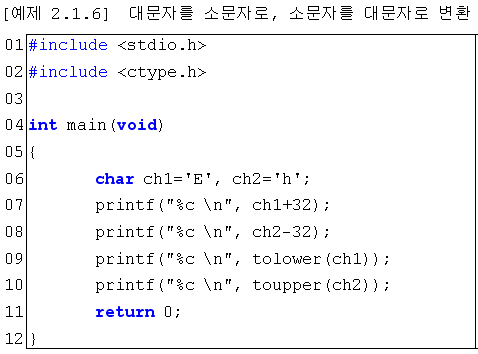 [예제 2.1.6] 대문자를 소문자로, 소문자를 대문자로 변환
01 #include <stdio.h>
02 #include <ctype.h>
03
04 int main(void)
05 {
06 char ch1='E', ch2='h';
07 printf("%c \n", ch1+32);
08 printf("%c \n", ch2-32);
09 printf("%c \n", tolower(ch1));
10 printf("%c \n", toupper(ch2));
11 return 0;
12 }